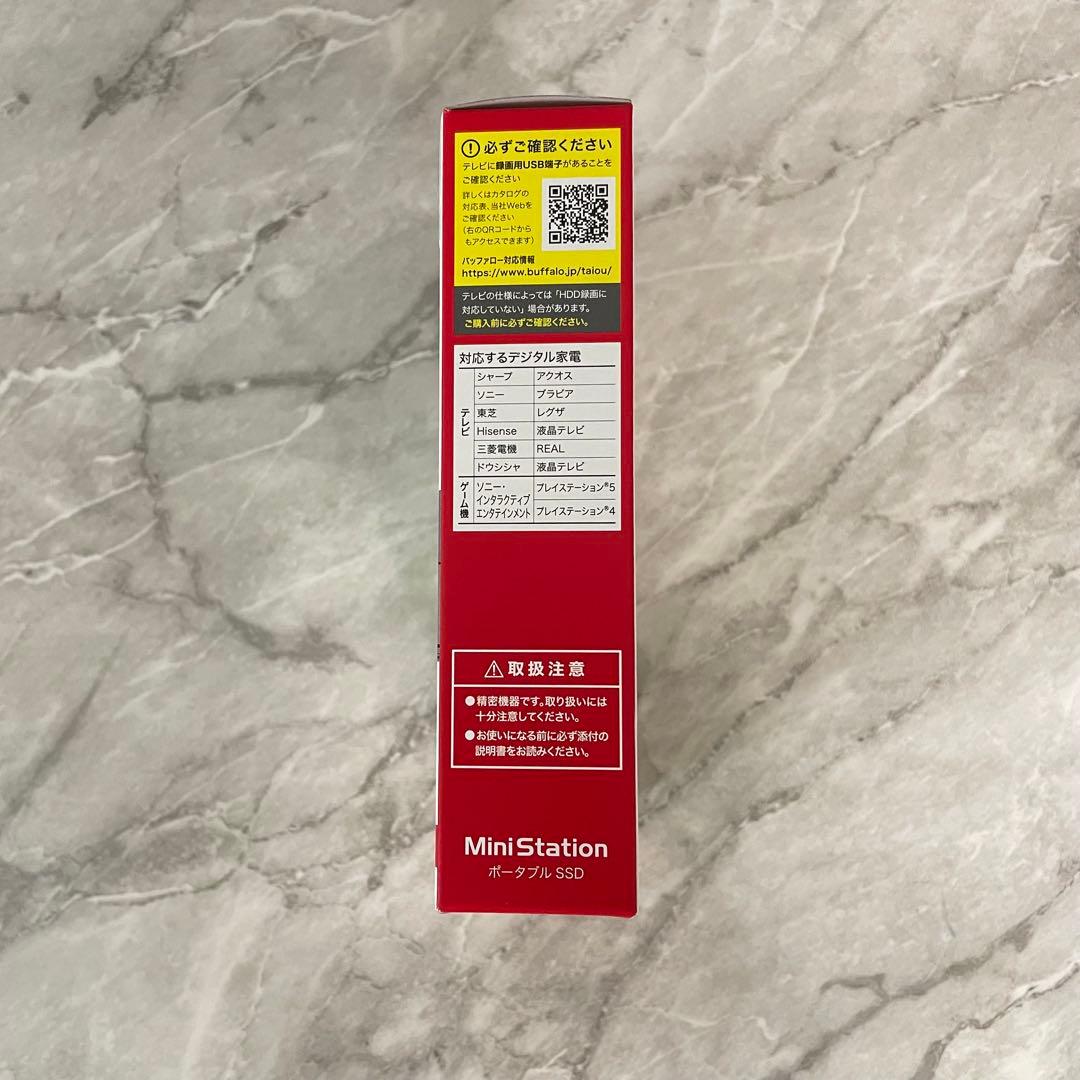 ! 必ずご確認ください
テレビに録画用USB端子があることを
ご確認ください
詳しくはカタログの
対応表、当社Webを
ご確認ください
(右のQRコードから
もアクセスできます)
バッファロー対応情報
https://www.buffalo.jp/taiou/
テレビの仕様によっては「HDD録画に
対応していない」場合があります。
ご購入前に必ずご確認ください。
対応するデジタル家電
テレビ
シャープ アクオス
ソニー ブラビア
東芝 レグザ
Hisense 液晶テレビ
三菱電機 REAL
ドウシシャ 液晶テレビ
ゲーム機
ソニー・
インタラクティブ
エンタテインメント
プレイステーション®5
プレイステーション®4
⚠取扱注意
●精密機器です。取り扱いには
十分注意してください。
●お使いになる前に必ず添付の
説明書をお読みください。
MiniStation
ポータブル SSD